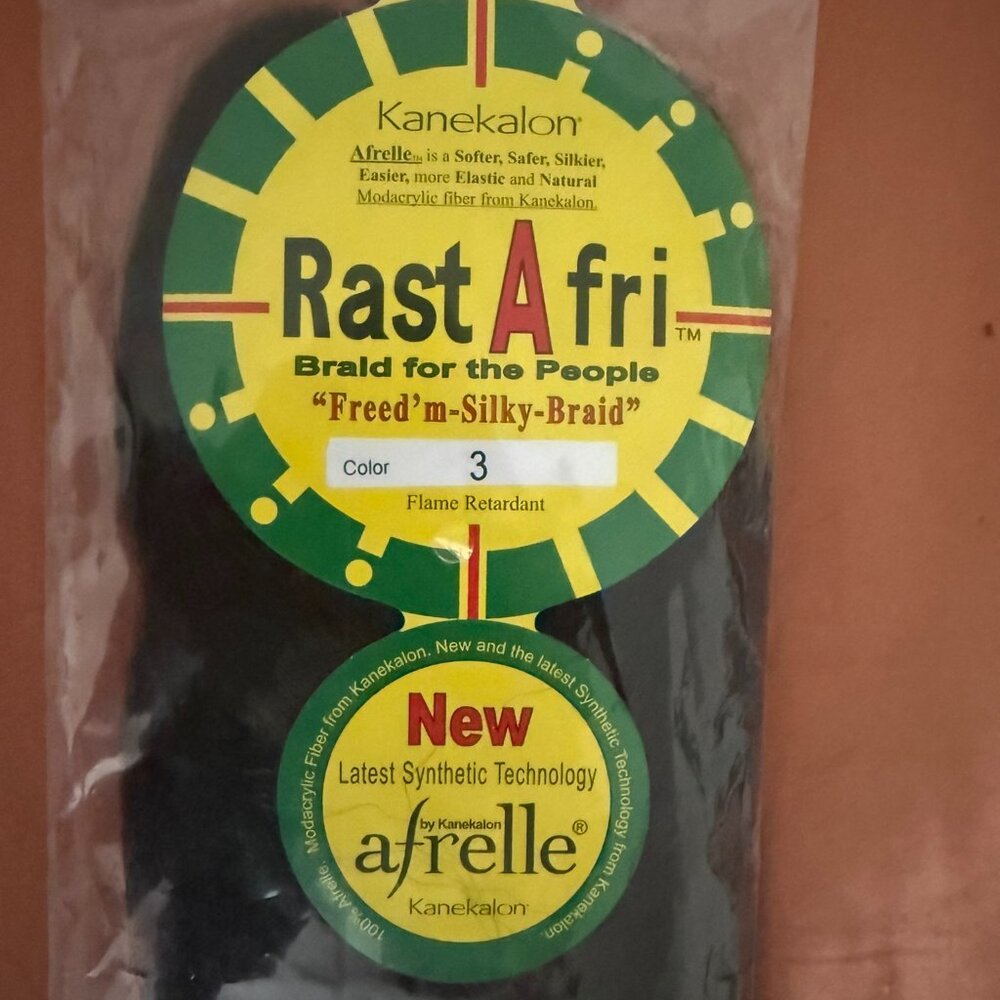 Kanekalon®
Afrelle™ is a Softer, Safer, Silkier,
Easier, more Elastic and Natural
Modacrylic fiber from Kanekalon.
RastAfri™
Braid for the People
“Freed’m-Silky-Braid”
Color 3
Flame Retardant
100% Afrelle. Modacrylic Fiber from Kanekalon. New and the latest Synthetic Technology from Kanekalon.
New
Latest Synthetic Technology
by Kanekalon
afrelle®
Kanekalon